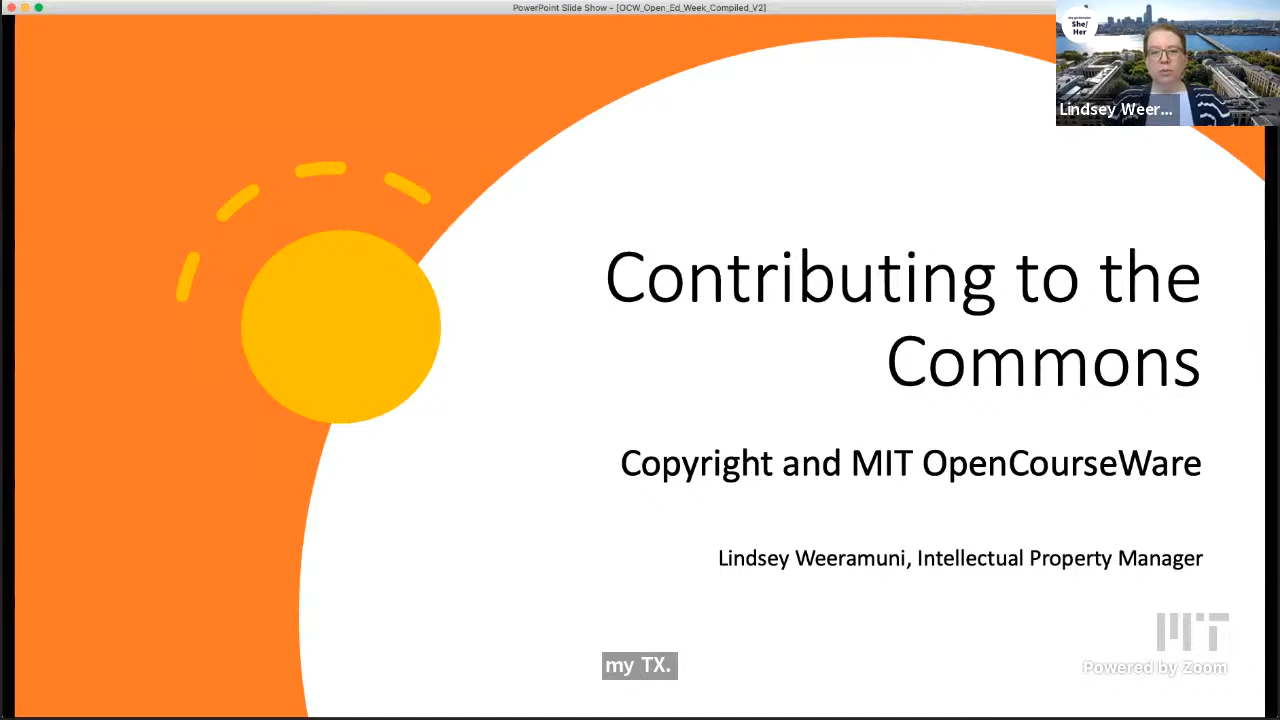 PowerPoint Slide Show – [OCW_Open_Ed_Week_Compiled_V2]
She/
Her
Lindsey Weer...
Contributing to the
Commons
Copyright and MIT OpenCourseWare
Lindsey Weeramuni, Intellectual Property Manager
MIT
my TX.
Powered by Zoom